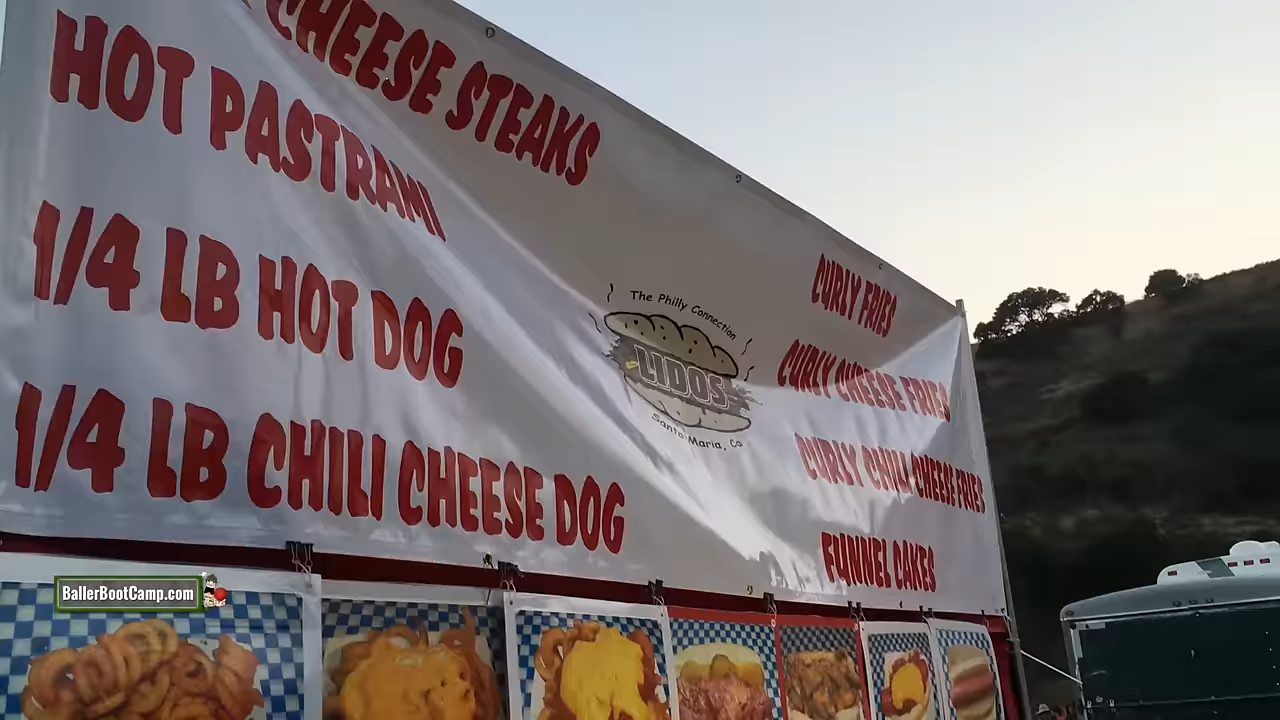 CHEESE STEAKS
HOT PASTRAMI
1/4 LB HOT DOG
1/4 LB CHILI CHEESE DOG
The Philly Connection
LIDOS
Santa Maria, Ca
CURLY FRIES
CURLY CHEESE FRIES
CURLY CHILI CHEESE FRIES
FUNNEL CAKES
BallerBootCamp.com